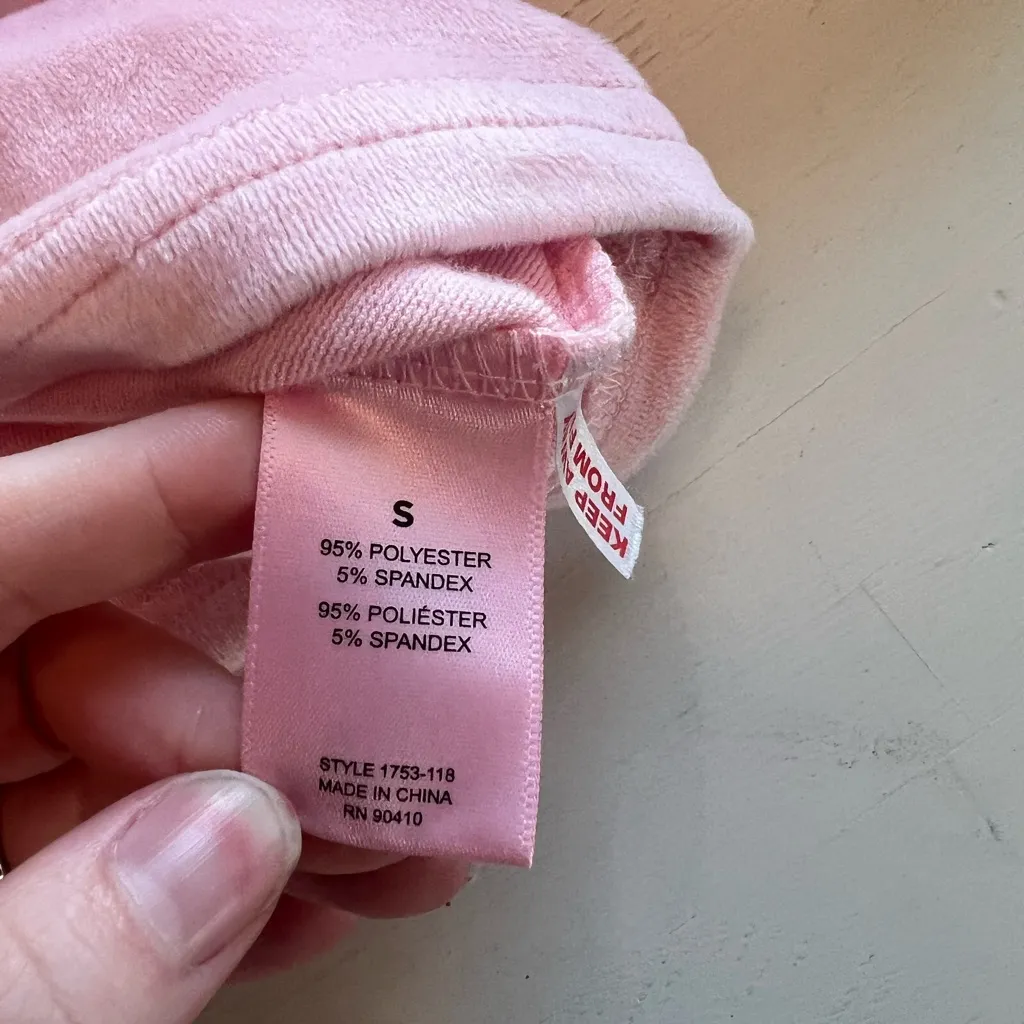 S
95% POLYESTER
5% SPANDEX
95% POLIÉSTER
5% SPANDEX
STYLE 1753-118
MADE IN CHINA
RN 90410
KEEP
FROM